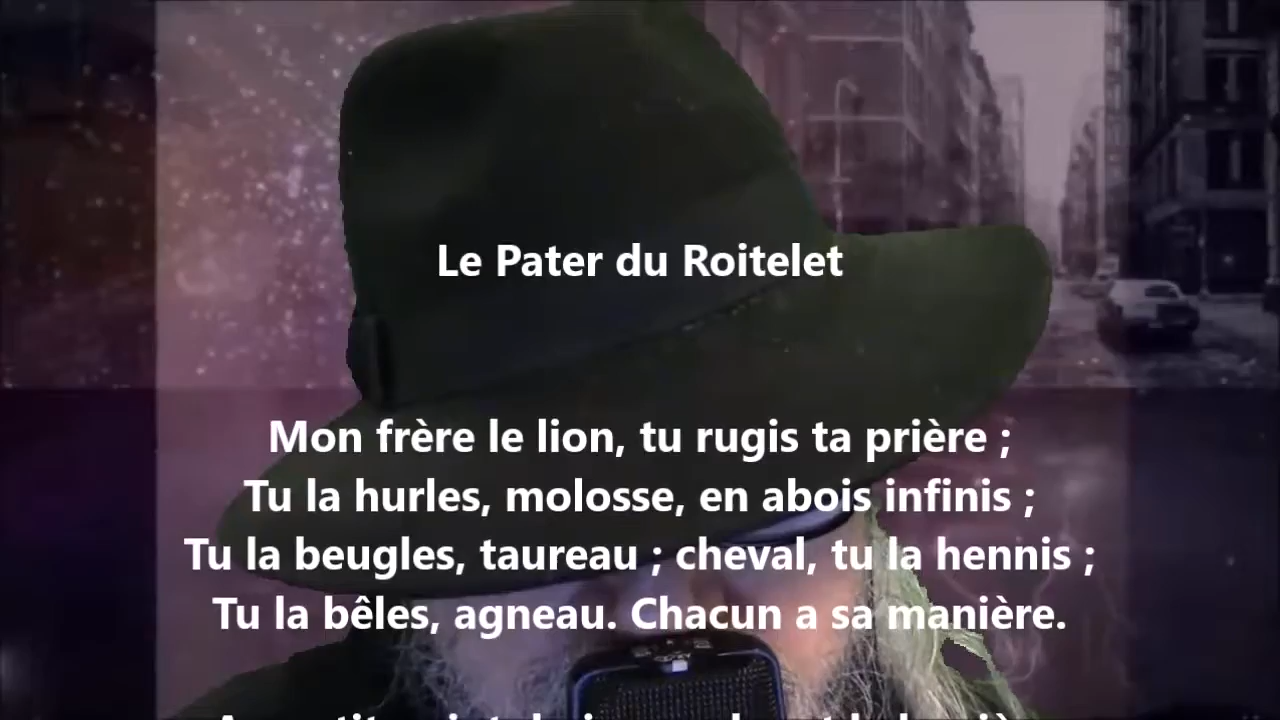 Le Pater du Roitelet
Mon frère le lion, tu rugis ta prière ;
Tu la hurles, molosse, en abois infinis ;
Tu la beugles, taureau ; cheval, tu la hennis ;
Tu la bêles, agneau. Chacun a sa manière.